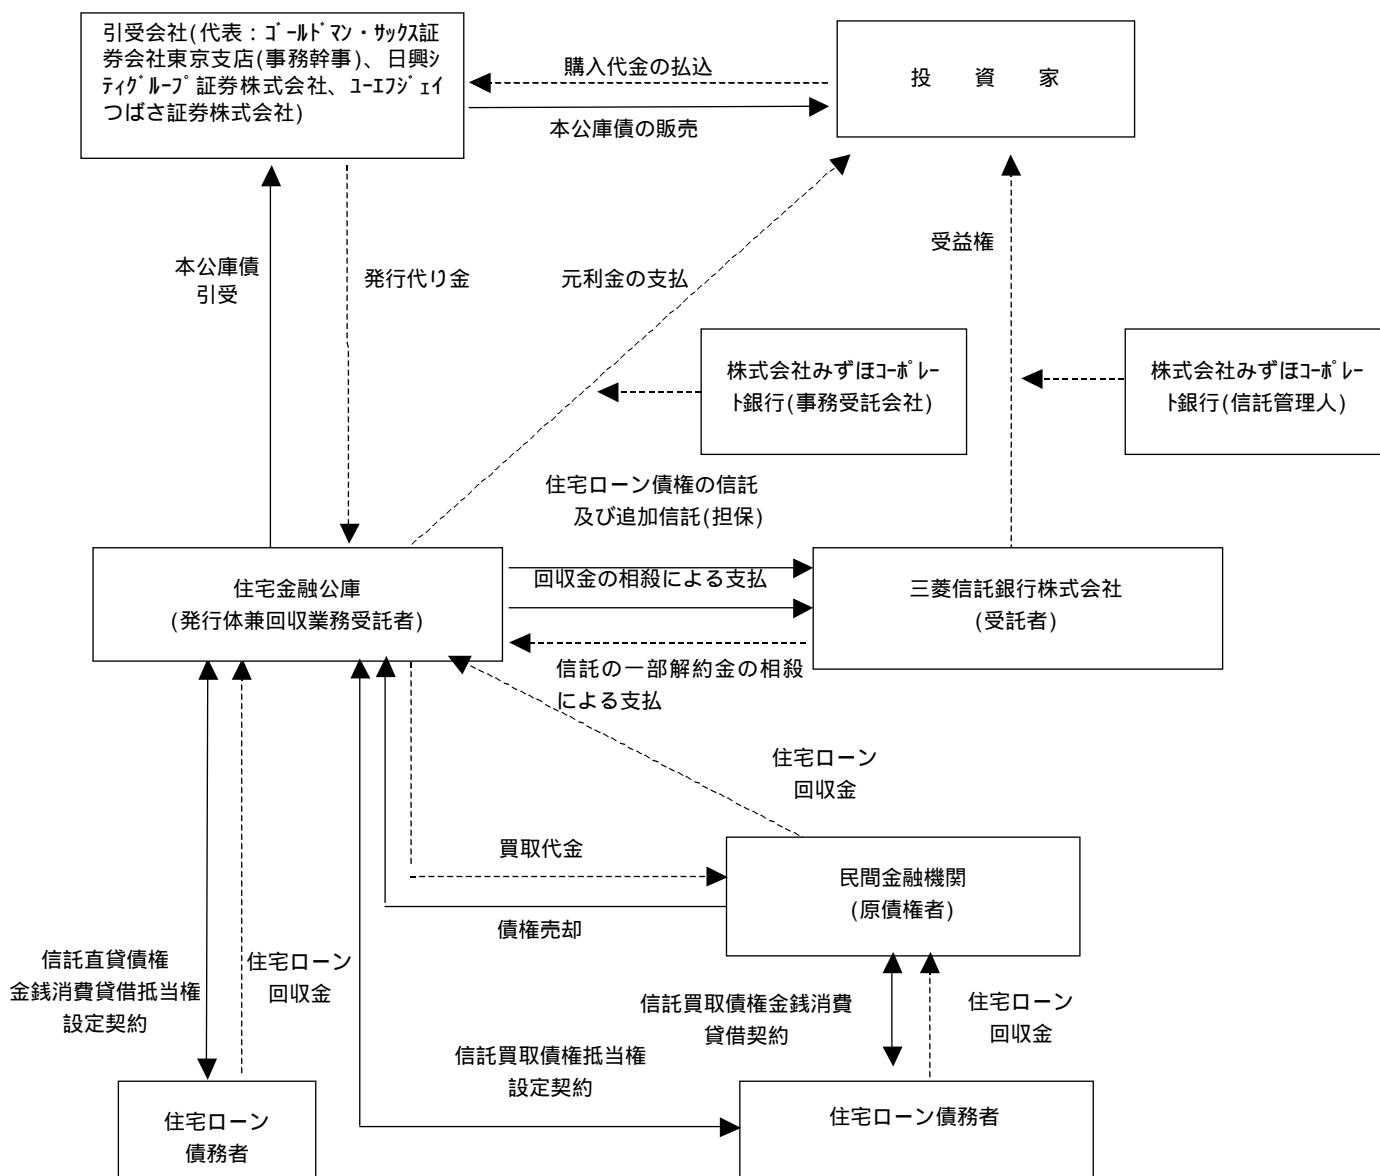 引受会社(代表：ゴールドマン・サックス証
券会社東京支店(事務幹事)、日興シ
ティグループ証券株式会社、ユーエフジェイ
つばさ証券株式会社)
購入代金の払込
投　資　家
本公庫債の販売
本公庫債
引受
発行代り金
元利金の支払
受益権
株式会社みずほコーポレー
ト銀行(事務受託会社)
株式会社みずほコーポレー
ト銀行(信託管理人)
住宅ローン債権の信託
及び追加信託(担保)
住宅金融公庫
(発行体兼回収業務受託者)
回収金の相殺による支払
三菱信託銀行株式会社
(受託者)
信託の一部解約金の相殺
による支払
住宅ローン
回収金
買取代金
民間金融機関
(原債権者)
債権売却
信託直貸債権
金銭消費貸借抵当権
設定契約
住宅ローン
回収金
信託買取債権金銭消費
貸借契約
住宅ローン
回収金
信託買取債権抵当権
設定契約
住宅ローン
債務者
住宅ローン債務者